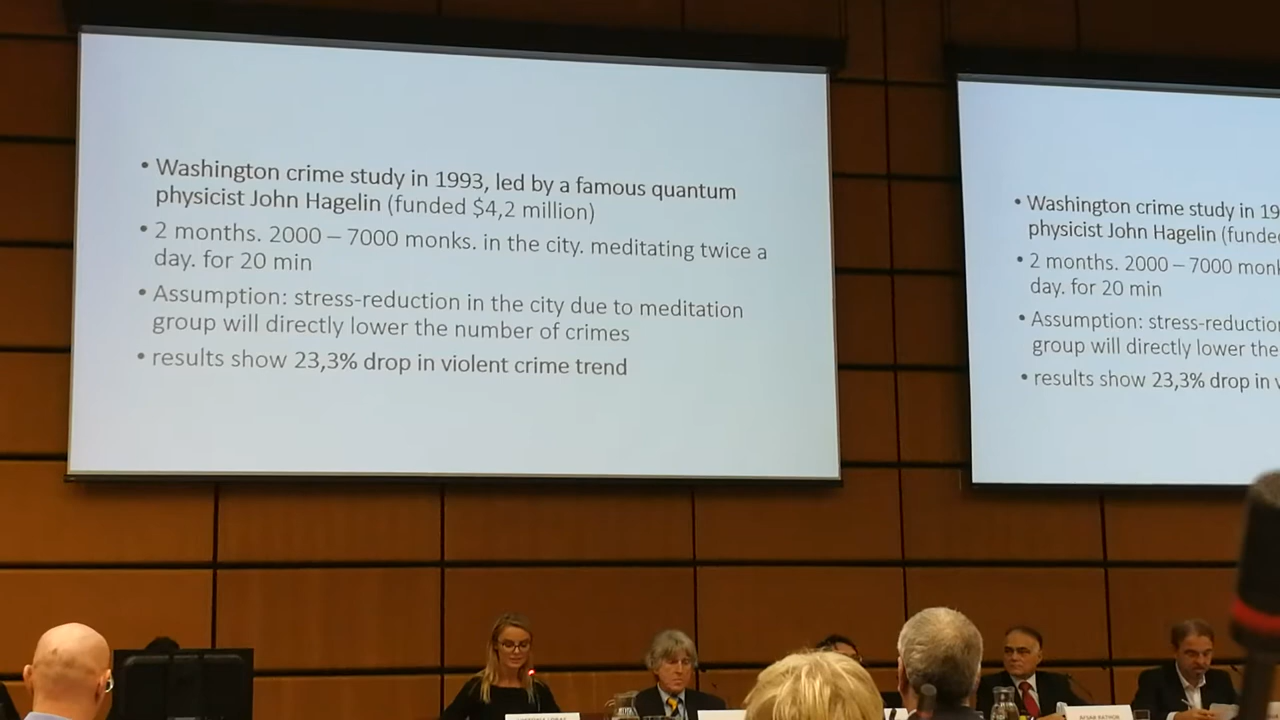 • Washington crime study in 1993, led by a famous quantum
physicist John Hagelin (funded $4,2 million)
• 2 months. 2000 – 7000 monks. in the city. meditating twice a
day. for 20 min
• Assumption: stress-reduction in the city due to meditation
group will directly lower the number of crimes
• results show 23,3% drop in violent crime trend
• Washington crime study in 19
physicist John Hagelin (funde
• 2 months. 2000 – 7000 monk
day. for 20 min
• Assumption: stress-reductio
group will directly lower the
• results show 23,3% drop in v
AFSAR RATHOR